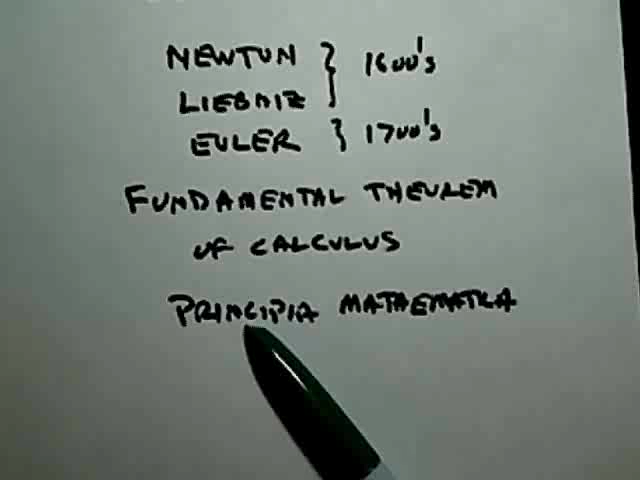 NEWTON } 1600's
LIEBNIZ
EULER } 1700's
FUNDAMENTAL THEOREM
OF CALCULUS
PRINCIPIA MATHEMATICA